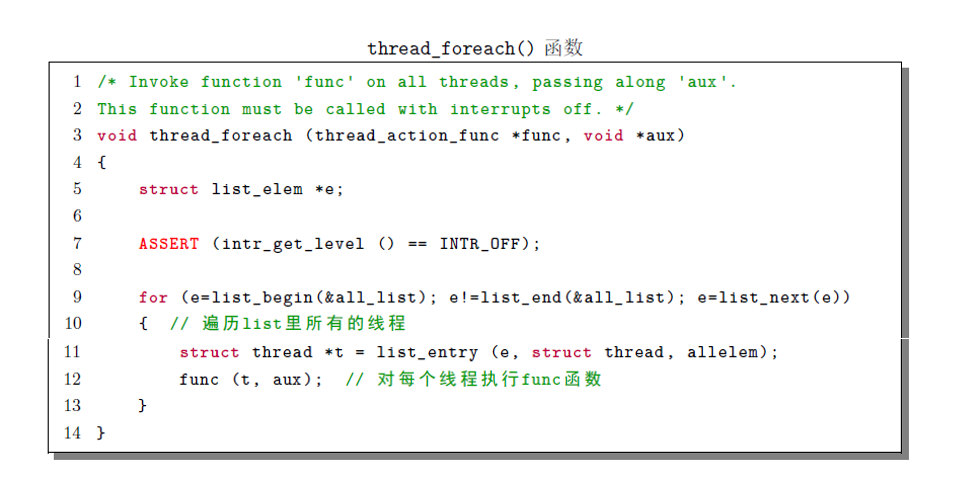 thread_foreach() 函数
1 /* Invoke function 'func' on all threads, passing along 'aux'.
2 This function must be called with interrupts off. */
3 void thread_foreach (thread_action_func *func, void *aux)
4 {
5     struct list_elem *e;
6
7     ASSERT (intr_get_level () == INTR_OFF);
8
9     for (e=list_begin(&all_list); e!=list_end(&all_list); e=list_next(e))
10     {  // 遍历list里所有的线程
11         struct thread *t = list_entry (e, struct thread, allelem);
12         func (t, aux);  // 对每个线程执行func函数
13     }
14 }